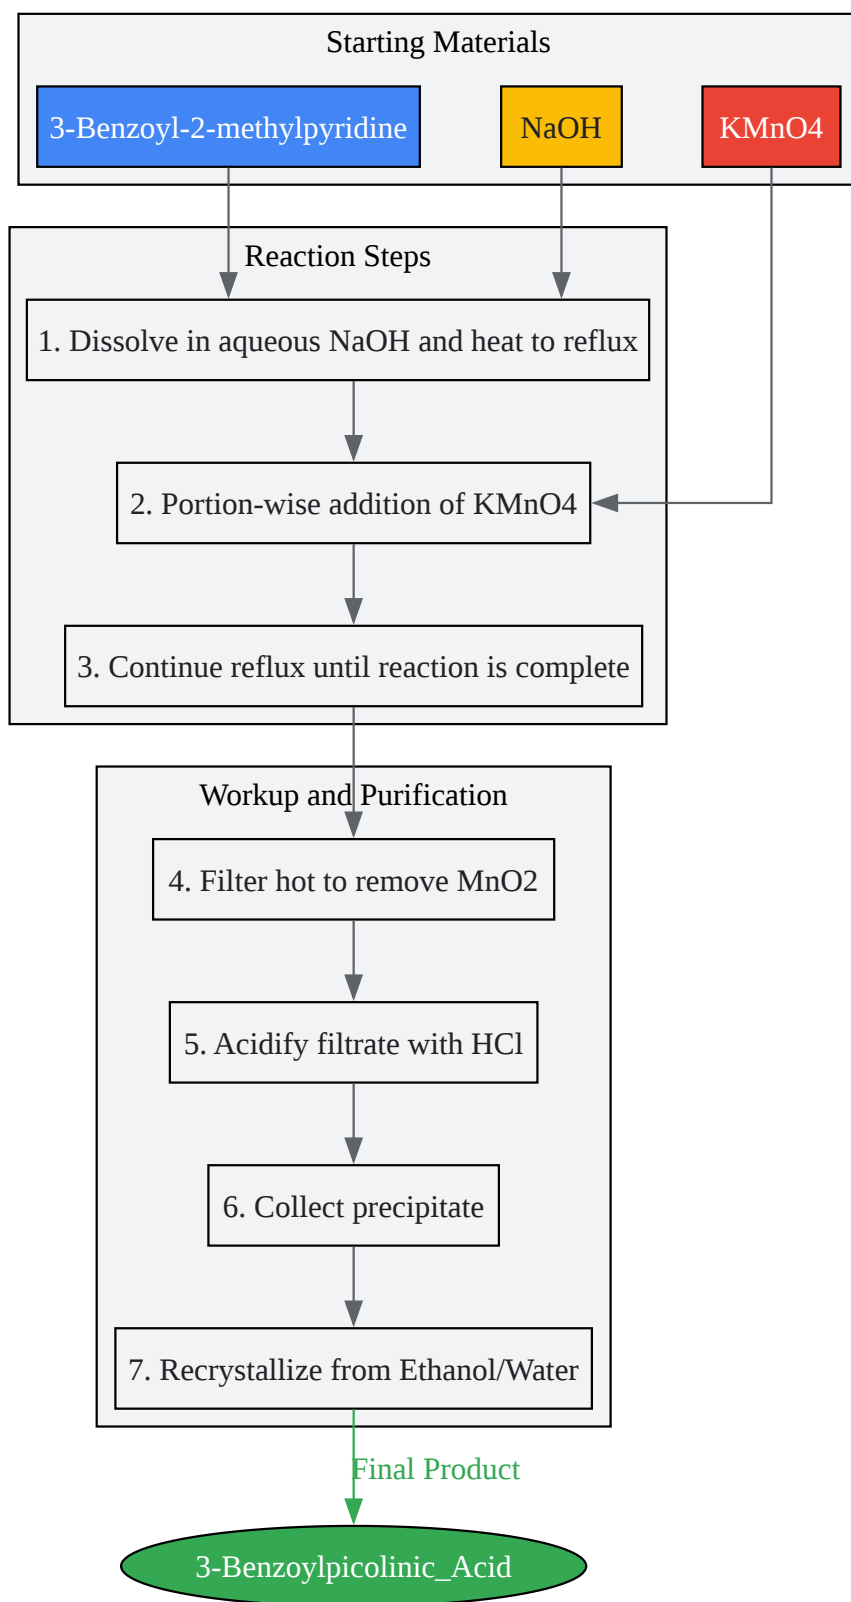 Starting Materials
3-Benzoyl-2-methylpyridine
NaOH
KMnO4
Reaction Steps
1. Dissolve in aqueous NaOH and heat to reflux
2. Portion-wise addition of KMnO4
3. Continue reflux until reaction is complete
Workup and Purification
4. Filter hot to remove MnO2
5. Acidify filtrate with HCl
6. Collect precipitate
7. Recrystallize from Ethanol/Water
Final Product
3-Benzoylpicolinic_Acid